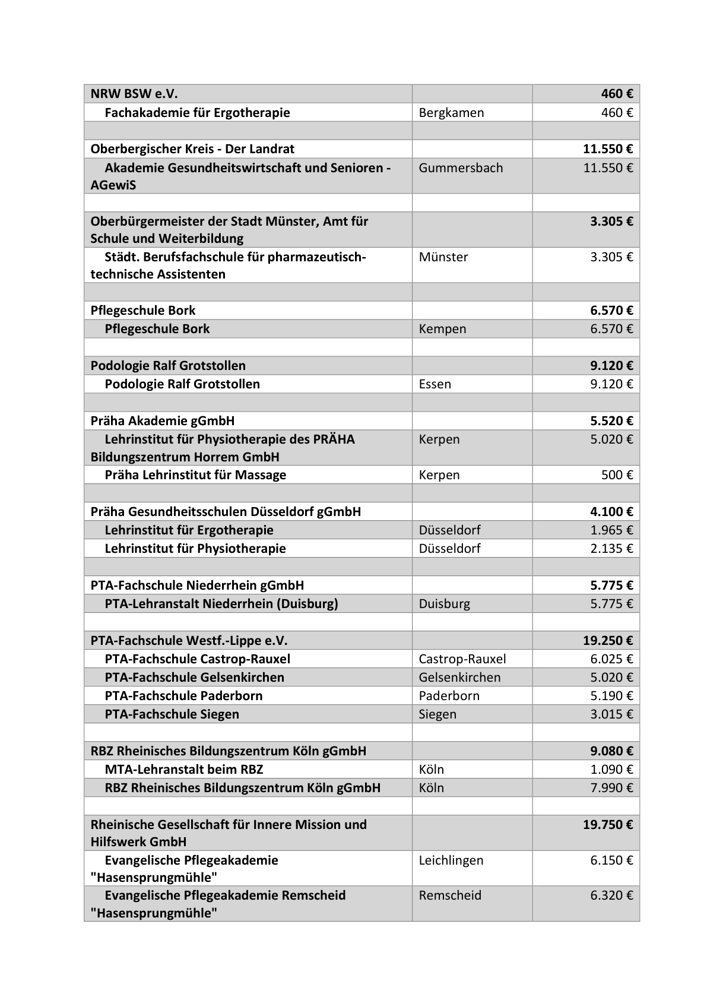 NRW BSW e.V. 460 €
Fachakademie für Ergotherapie Bergkamen 460 €
Oberbergischer Kreis - Der Landrat 11.550 €
Akademie Gesundheitswirtschaft und Senioren - Gummersbach 11.550 €
AGewiS
Oberbürgermeister der Stadt Münster, Amt für 3.305 €
Schule und Weiterbildung
Städt. Berufsfachschule für pharmazeutisch- Münster 3.305 €
technische Assistenten
Pflegeschule Bork 6.570 €
Pflegeschule Bork Kempen 6.570 €
Podologie Ralf Grotstollen 9.120 €
Podologie Ralf Grotstollen Essen 9.120 €
Präha Akademie gGmbH 5.520 €
Lehrinstitut für Physiotherapie des PRÄHA Kerpen 5.020 €
Bildungszentrum Horrem GmbH
Präha Lehrinstitut für Massage Kerpen 500 €
Präha Gesundheitsschulen Düsseldorf gGmbH 4.100 €
Lehrinstitut für Ergotherapie Düsseldorf 1.965 €
Lehrinstitut für Physiotherapie Düsseldorf 2.135 €
PTA-Fachschule Niederrhein gGmbH 5.775 €
PTA-Lehranstalt Niederrhein (Duisburg) Duisburg 5.775 €
PTA-Fachschule Westf.-Lippe e.V. 19.250 €
PTA-Fachschule Castrop-Rauxel Castrop-Rauxel 6.025 €
PTA-Fachschule Gelsenkirchen Gelsenkirchen 5.020 €
PTA-Fachschule Paderborn Paderborn 5.190 €
PTA-Fachschule Siegen Siegen 3.015 €
RBZ Rheinisches Bildungszentrum Köln gGmbH 9.080 €
MTA-Lehranstalt beim RBZ Köln 1.090 €
RBZ Rheinisches Bildungszentrum Köln gGmbH Köln 7.990 €
Rheinische Gesellschaft für Innere Mission und 19.750 €
Hilfswerk GmbH
Evangelische Pflegeakademie Leichlingen 6.150 €
"Hasensprungmühle"
Evangelische Pflegeakademie Remscheid Remscheid 6.320 €
"Hasensprungmühle"